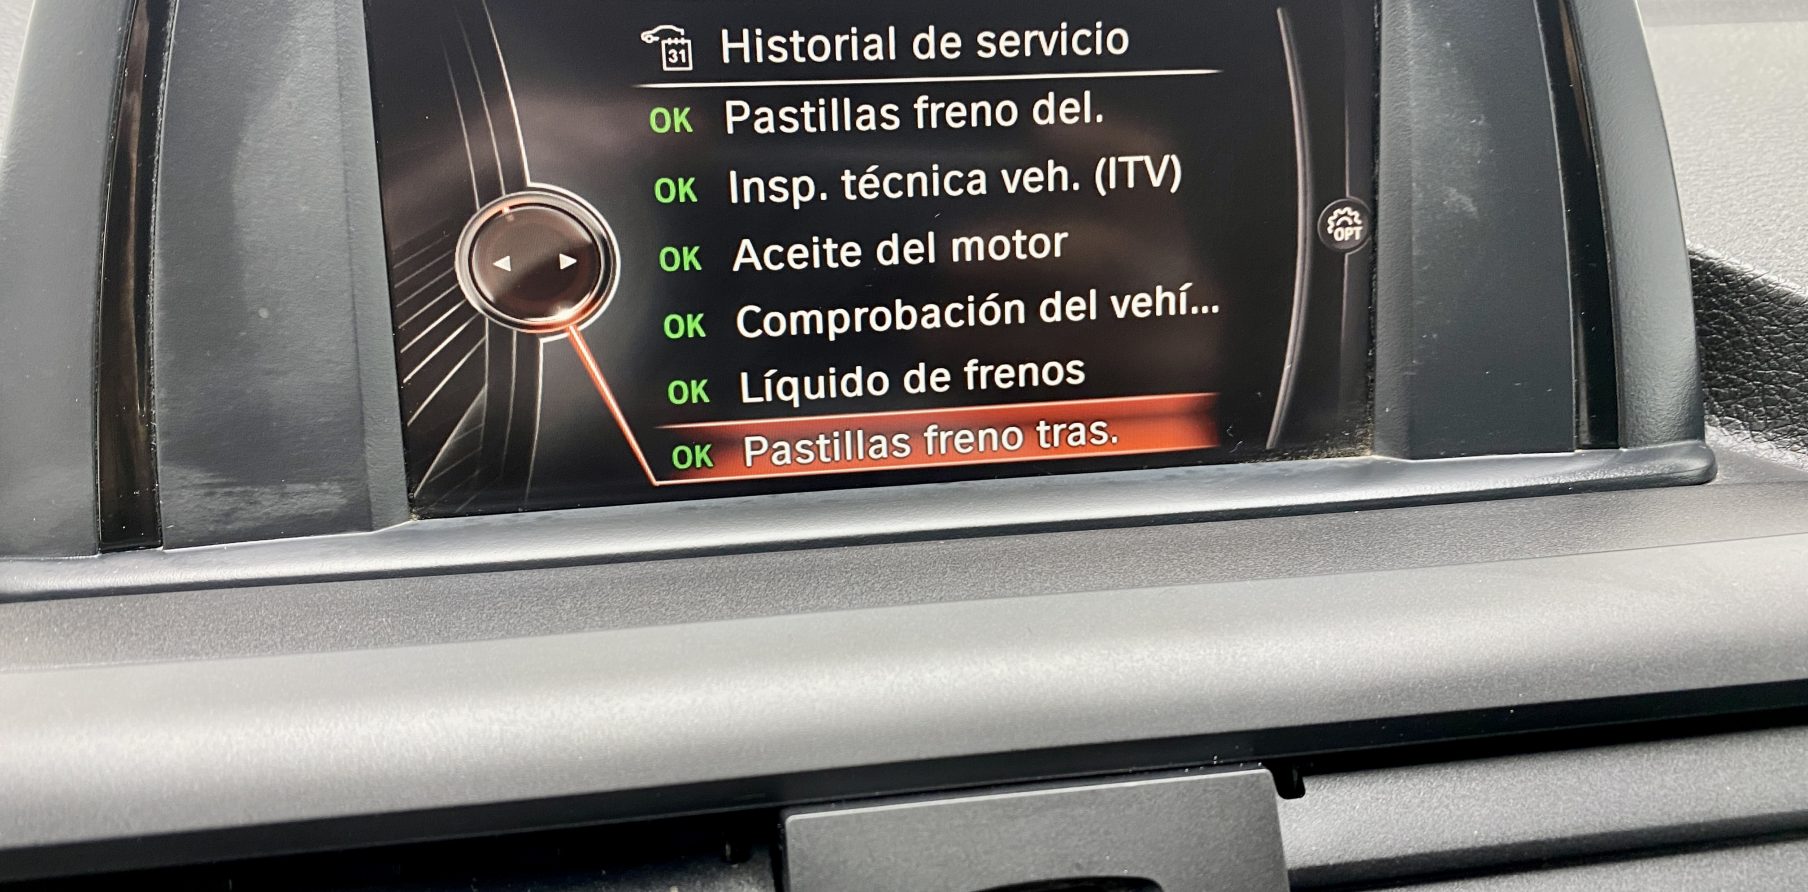 31 Historial de servicio
OK Pastillas freno del.
OK Insp. técnica veh. (ITV)
OK Aceite del motor
OK Comprobación del vehí...
OK Líquido de frenos
OK Pastillas freno tras.
OPT